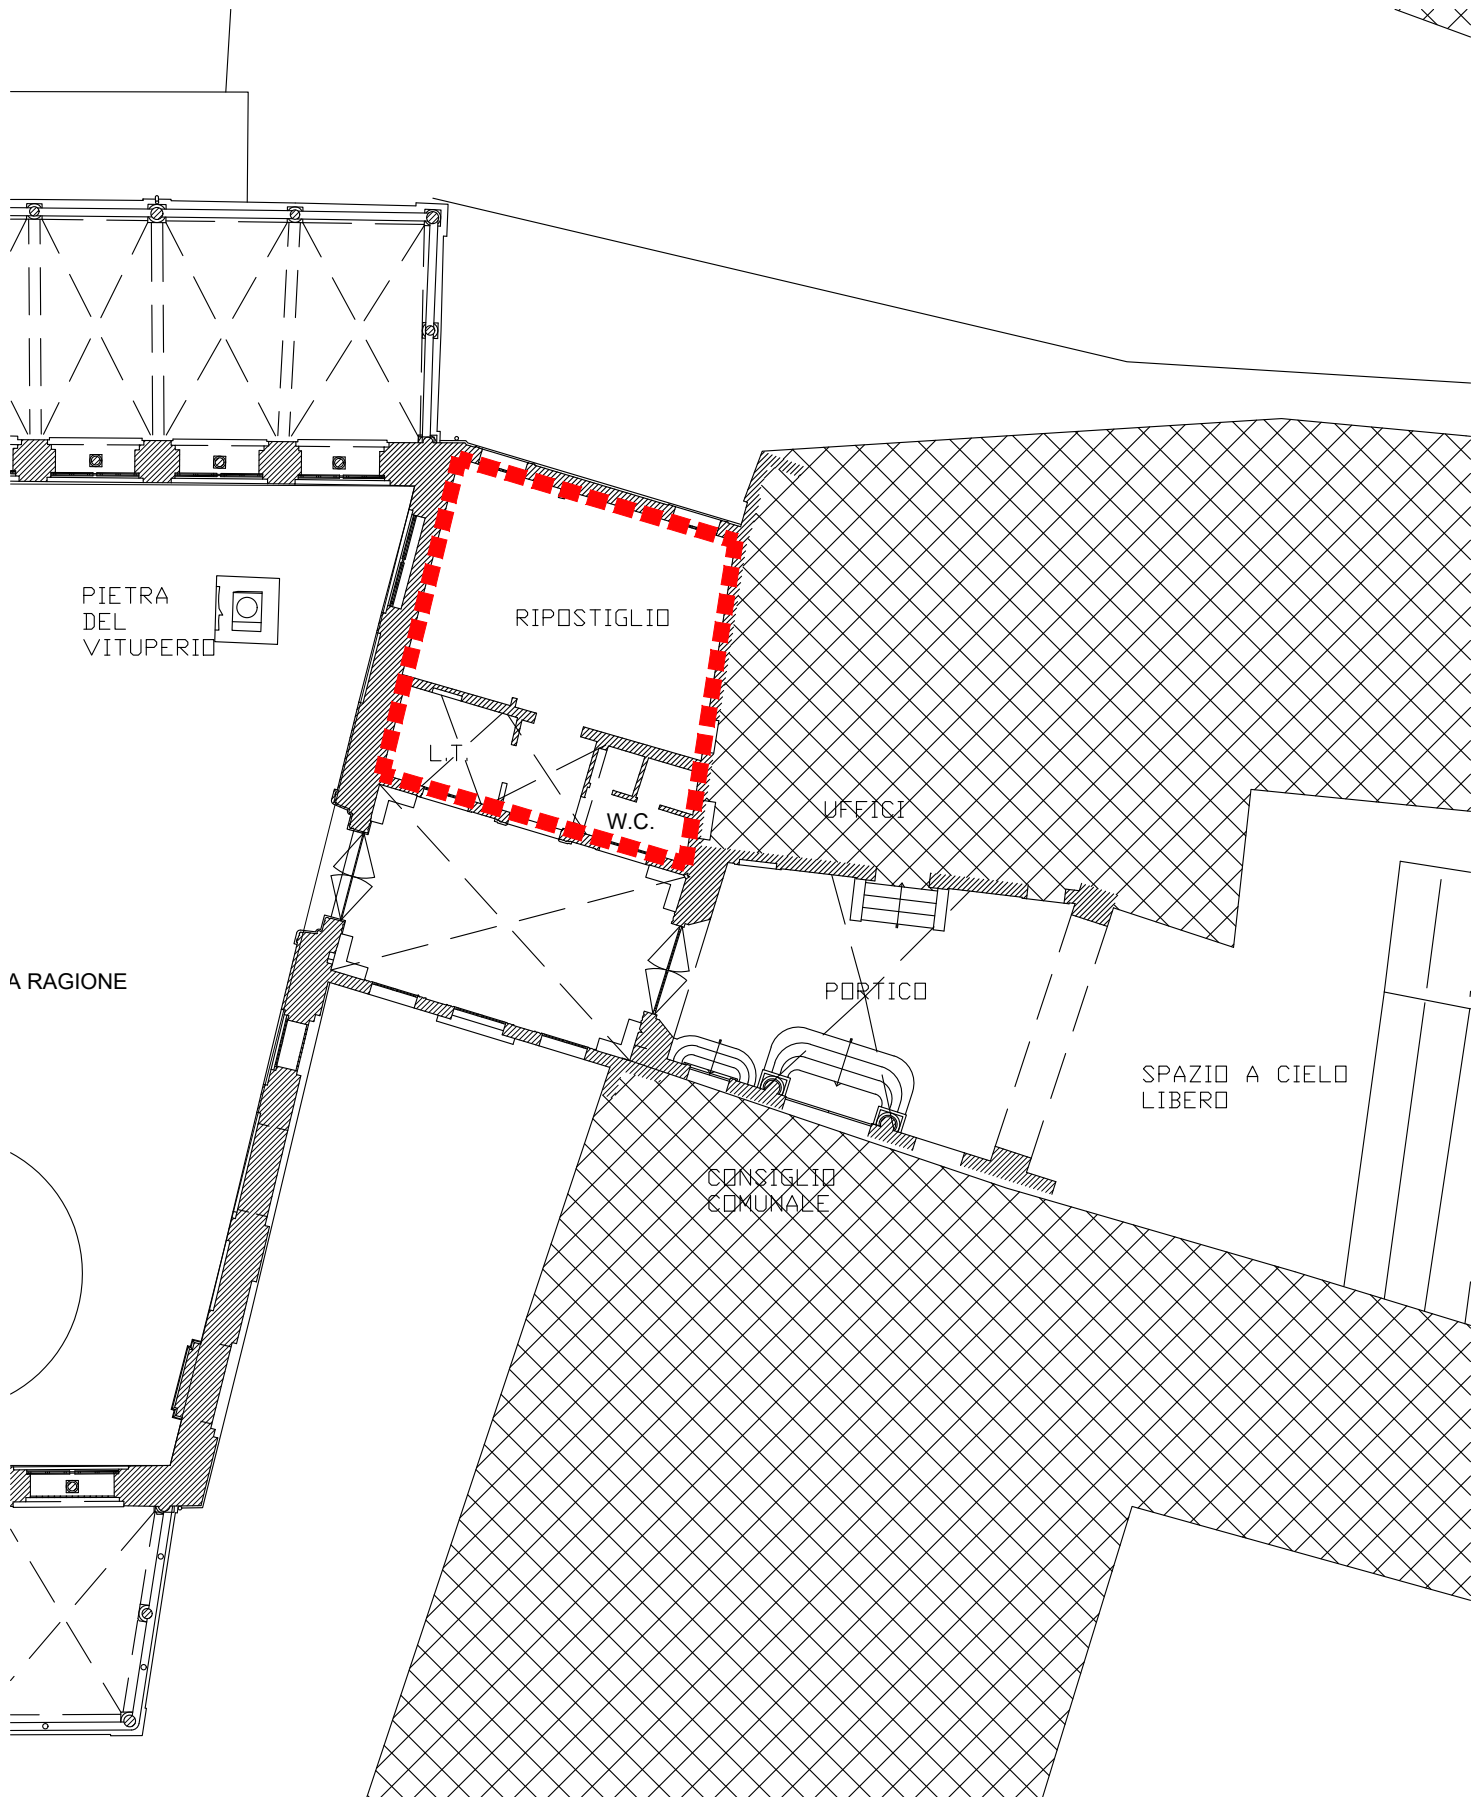 PIETRA
DEL
VITUPERIO
RIPOSTIGLIO
L.T.
W.C.
UFFICI
A RAGIONE
PORTICO
SPAZIO A CIELO
LIBERO
CONSIGLIO
COMUNALE